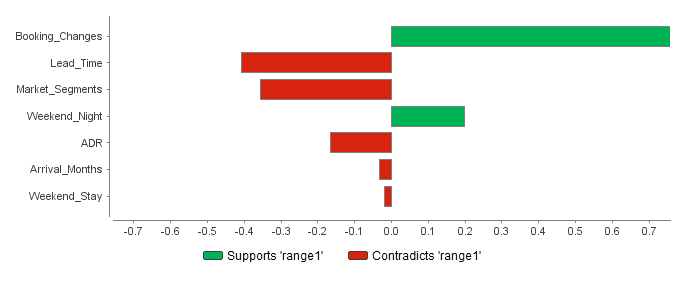 Booking_Changes
Lead_Time
Market_Segments
Weekend_Night
ADR
Arrival_Months
Weekend_Stay
-0.7 -0.6 -0.5 -0.4 -0.3 -0.2 -0.1 0.0 0.1 0.2 0.3 0.4 0.5 0.6 0.7
Supports 'range1' Contradicts 'range1'